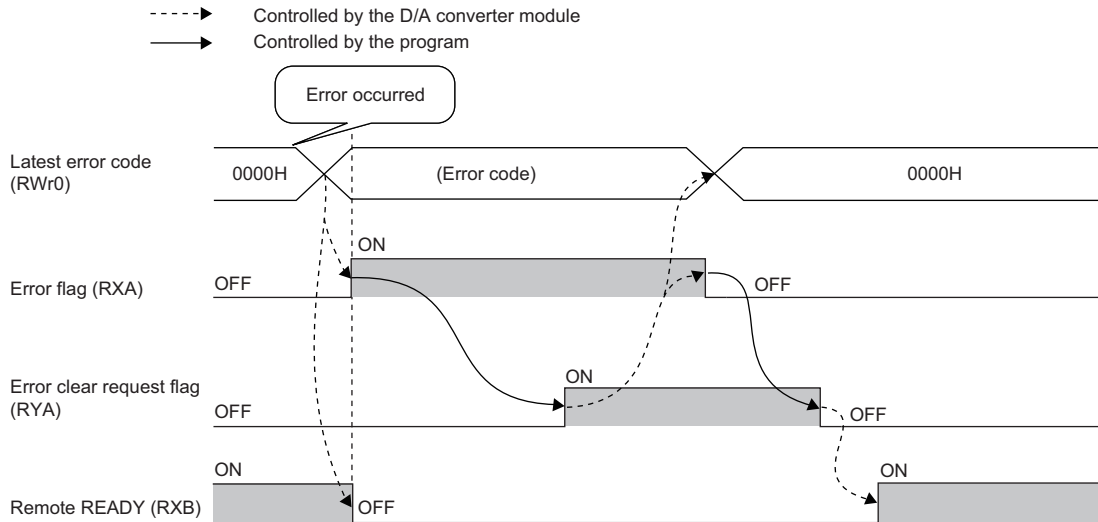 Controlled by the D/A converter module
Controlled by the program
Error occurred
Latest error code
(RWr0)
0000H
(Error code)
0000H
ON
Error flag (RXA)
OFF
OFF
ON
Error clear request flag
(RYA)
OFF
OFF
ON
ON
Remote READY (RXB)
OFF